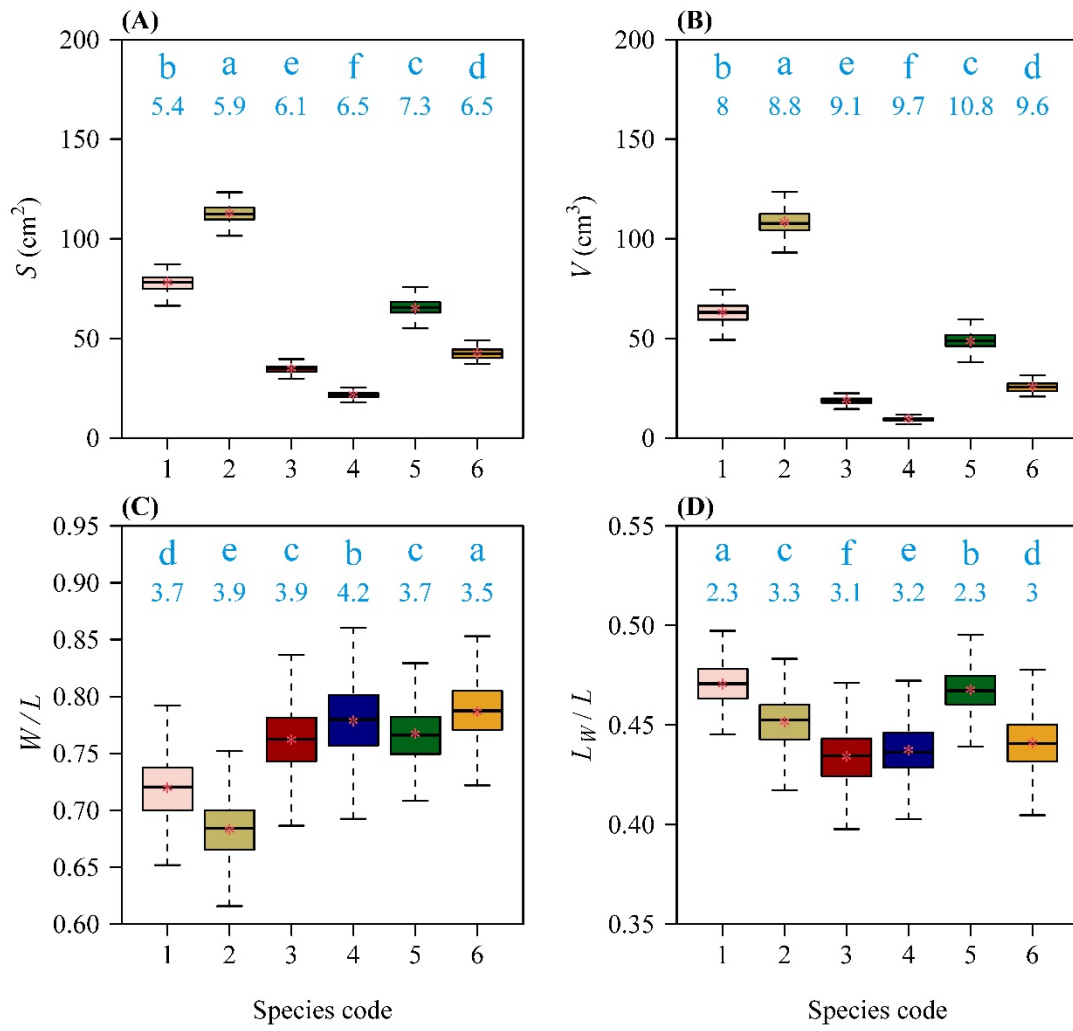 (A)
200
150
100
50
0
S (cm²)
b a e f c d
5.4 5.9 6.1 6.5 7.3 6.5
1 2 3 4 5 6
(B)
200
150
100
50
0
V (cm³)
b a e f c d
8 8.8 9.1 9.7 10.8 9.6
1 2 3 4 5 6
(C)
0.95
0.90
0.85
0.80
0.75
0.70
0.65
0.60
W / L
d e c b c a
3.7 3.9 3.9 4.2 3.7 3.5
1 2 3 4 5 6
Species code
(D)
0.55
0.50
0.45
0.40
0.35
L_W / L
a c f e b d
2.3 3.3 3.1 3.2 2.3 3
1 2 3 4 5 6
Species code